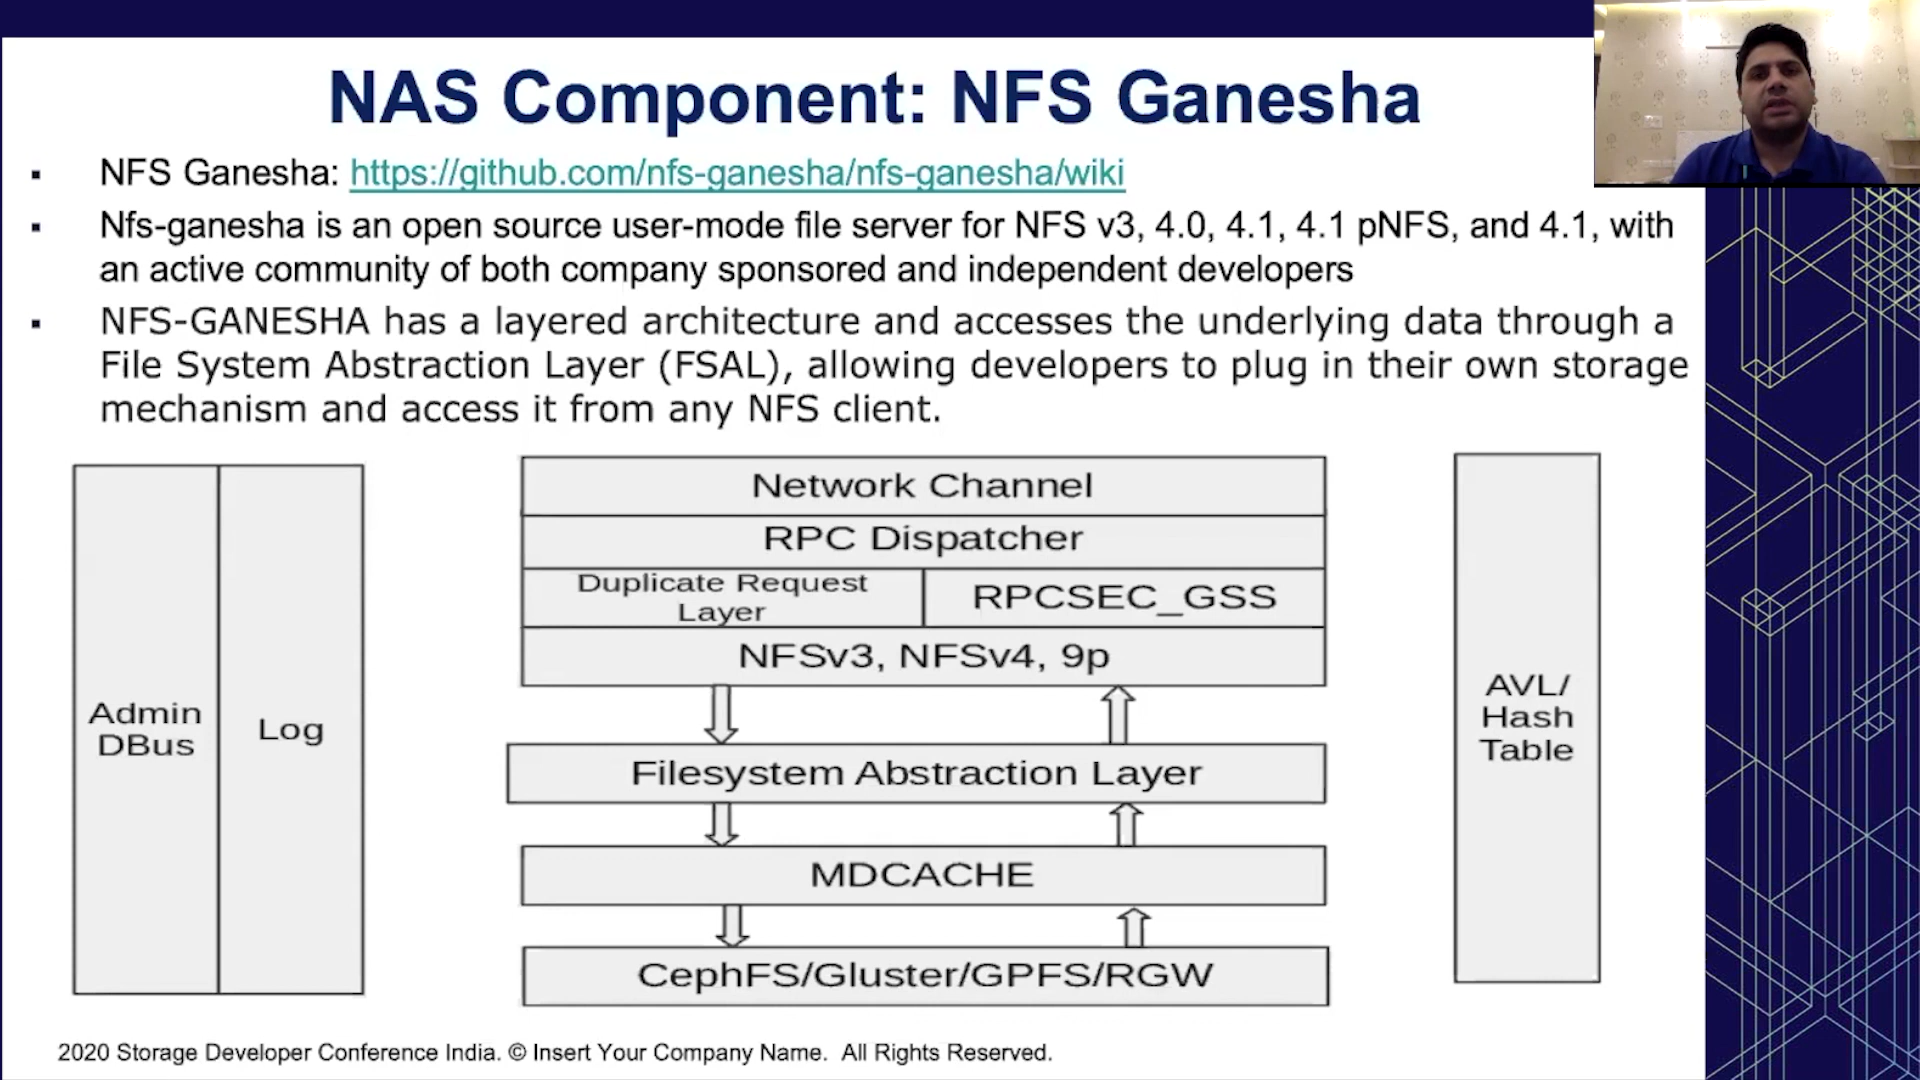 NAS Component: NFS Ganesha
▪ NFS Ganesha: https://github.com/nfs-ganesha/nfs-ganesha/wiki
▪ Nfs-ganesha is an open source user-mode file server for NFS v3, 4.0, 4.1, 4.1 pNFS, and 4.1, with
an active community of both company sponsored and independent developers
▪ NFS-GANESHA has a layered architecture and accesses the underlying data through a
File System Abstraction Layer (FSAL), allowing developers to plug in their own storage
mechanism and access it from any NFS client.
Admin
DBus
Log
Network Channel
RPC Dispatcher
Duplicate Request
Layer
RPCSEC_GSS
NFSv3, NFSv4, 9p
Filesystem Abstraction Layer
MDCACHE
CephFS/Gluster/GPFS/RGW
AVL/
Hash
Table
2020 Storage Developer Conference India. © Insert Your Company Name.  All Rights Reserved.